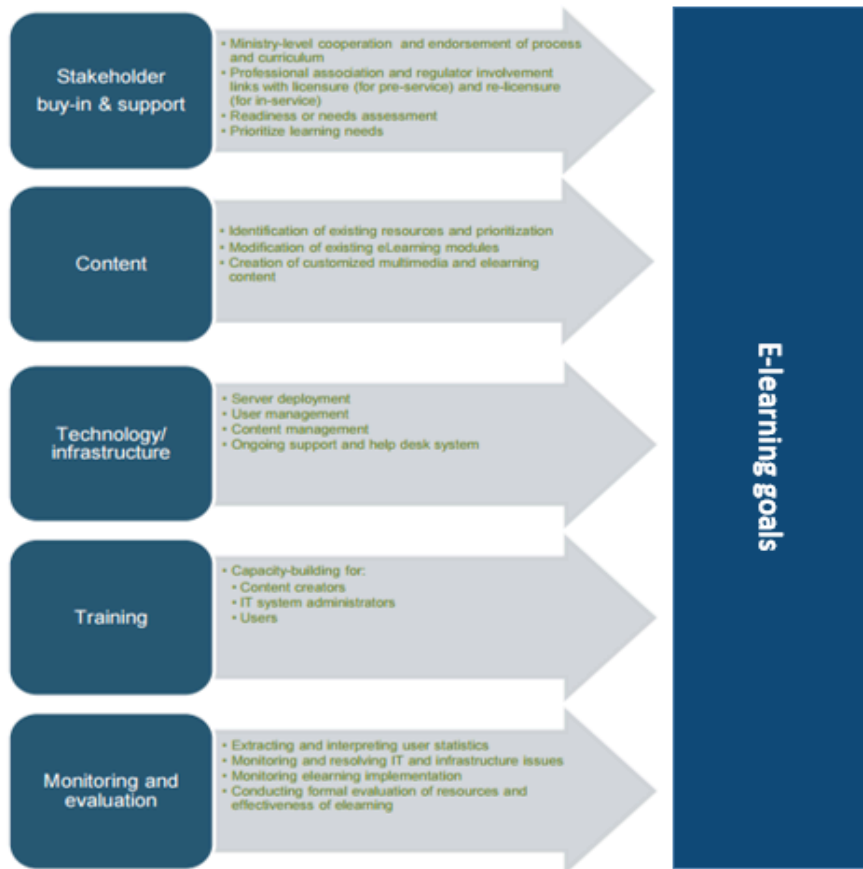 Stakeholder
buy-in & support
• Ministry-level cooperation and endorsement of process
and curriculum
• Professional association and regulator involvement
links with licensure (for pre-service) and re-licensure
(for in-service)
• Readiness or needs assessment
• Prioritize learning needs
Content
• Identification of existing resources and prioritization
• Modification of existing eLearning modules
• Creation of customized multimedia and elearning
content
Technology/
infrastructure
• Server deployment
• User management
• Content management
• Ongoing support and help desk system
Training
• Capacity-building for:
• Content creators
• IT system administrators
• Users
Monitoring and
evaluation
• Extracting and interpreting user statistics
• Monitoring and resolving IT and infrastructure issues
• Monitoring elearning implementation
• Conducting formal evaluation of resources and
effectiveness of elearning
E-learning goals